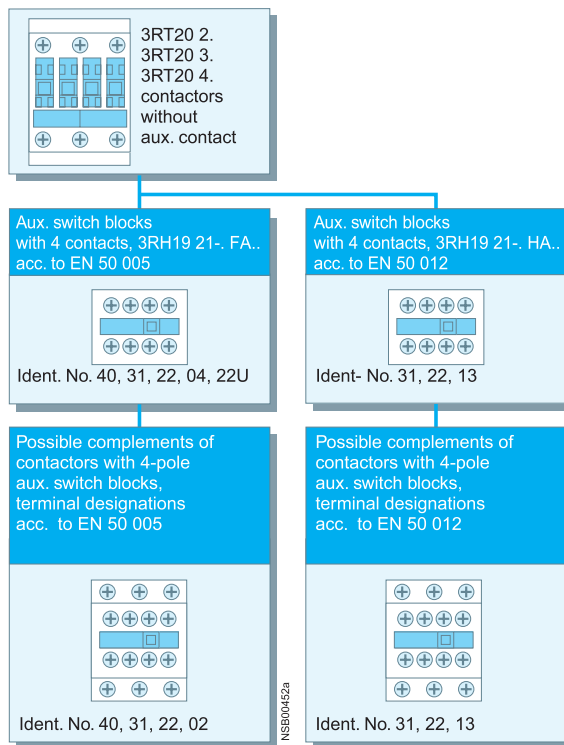 3RT20 2.
3RT20 3.
3RT20 4.
contactors
without
aux. contact
Aux. switch blocks
with 4 contacts, 3RH19 21-. FA..
acc. to EN 50 005
Ident. No. 40, 31, 22, 04, 22U
Aux. switch blocks
with 4 contacts, 3RH19 21-. HA..
acc. to EN 50 012
Ident- No. 31, 22, 13
Possible complements of
contactors with 4-pole
aux. switch blocks,
terminal designations
acc. to EN 50 005
Ident. No. 40, 31, 22, 02
Possible complements of
contactors with 4-pole
aux. switch blocks,
terminal designations
acc. to EN 50 012
Ident. No. 31, 22, 13
NSB00452a